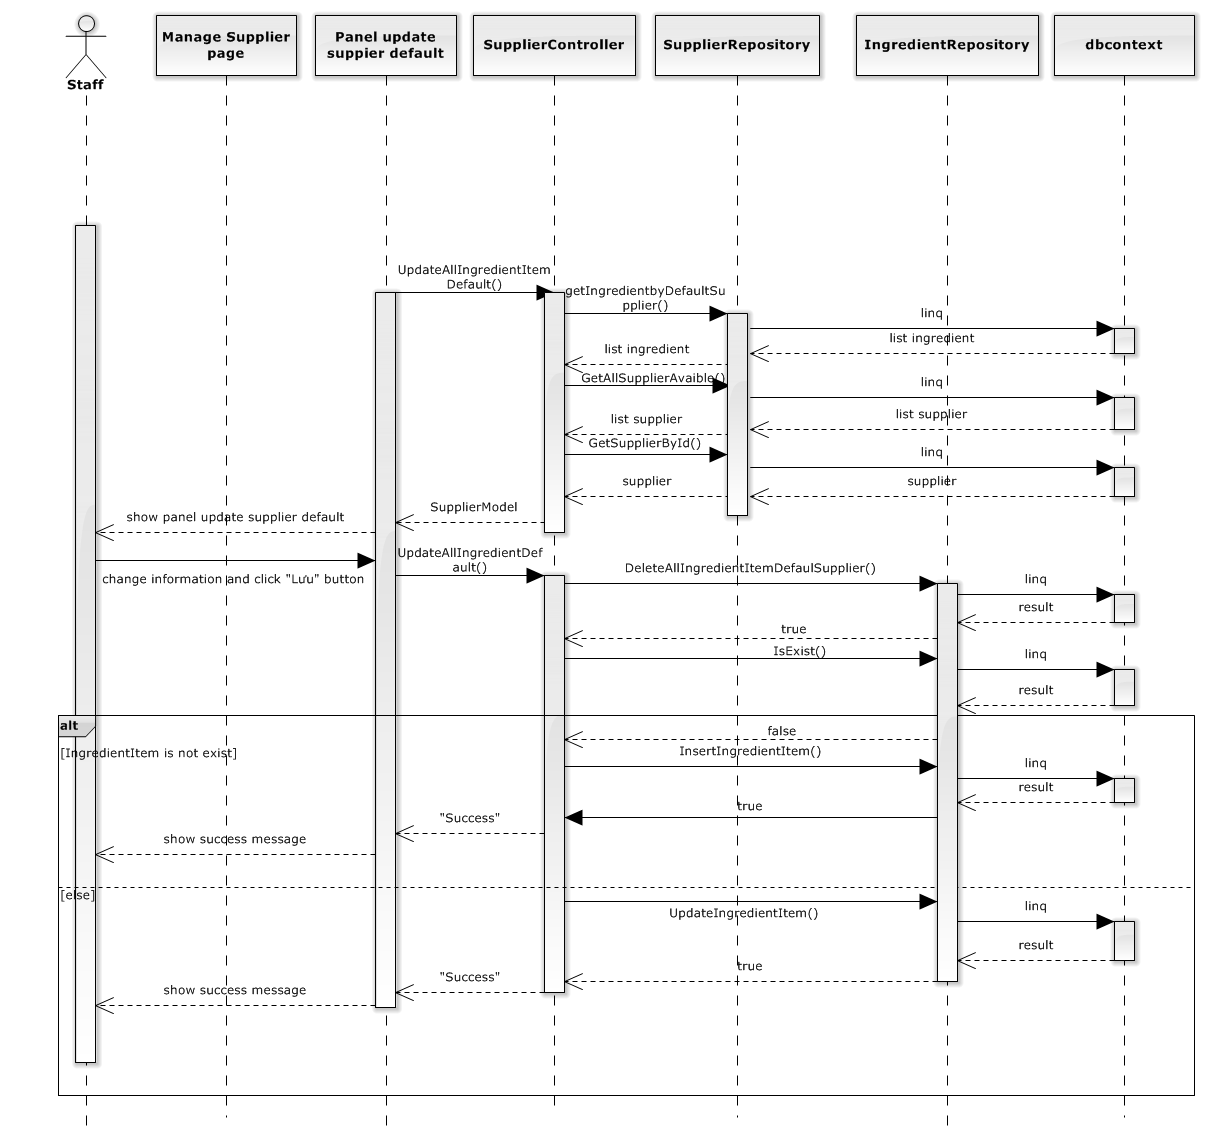 Staff
Manage Supplier
page
Panel update
suppier default
SupplierController
SupplierRepository
IngredientRepository
dbcontext
UpdateAllIngredientItem
Default()
getIngredientbyDefaultSu
pplier()
linq
list ingredient
list ingredient
GetAllSupplierAvaible()
linq
list supplier
list supplier
GetSupplierById()
linq
supplier
supplier
SupplierModel
show panel update supplier default
change information and click "Lưu" button
UpdateAllIngredientDef
ault()
DeleteAllIngredientItemDefaulSupplier()
linq
result
true
IsExist()
linq
result
alt
[IngredientItem is not exist]
false
InsertIngredientItem()
linq
result
true
"Success"
show success message
[else]
UpdateIngredientItem()
linq
result
true
"Success"
show success message